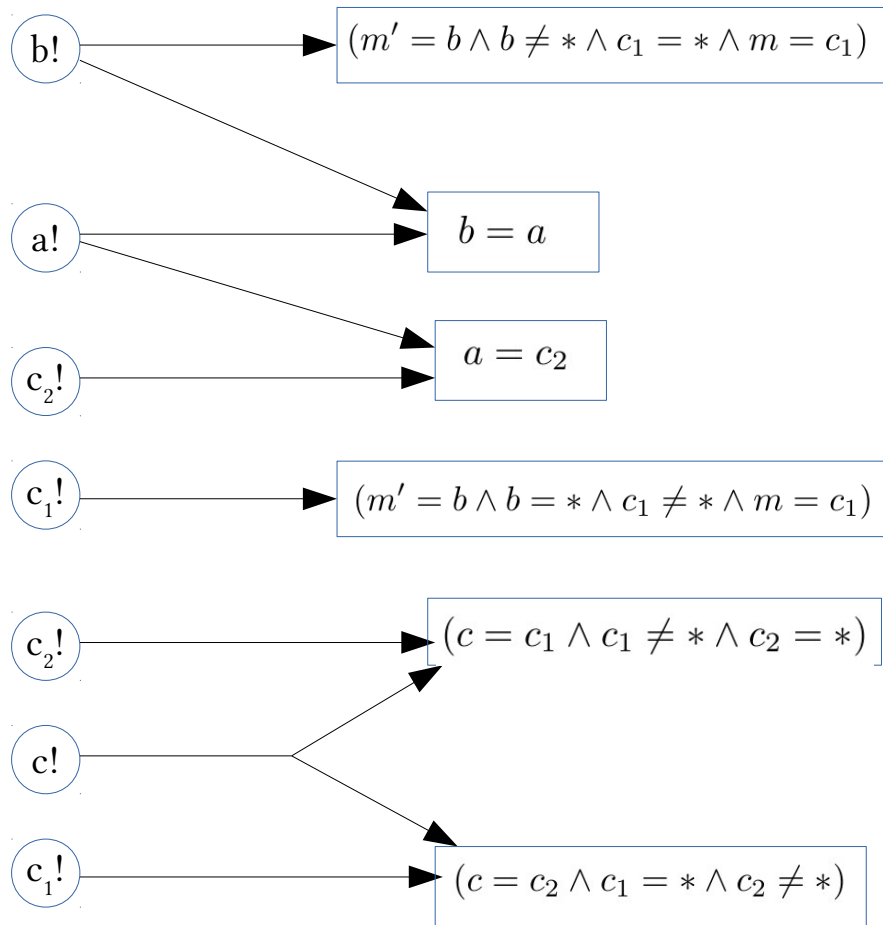 b!
(m′ = b ∧ b ≠ ∗ ∧ c₁ = ∗ ∧ m = c₁)
a!
b = a
c₂!
a = c₂
c₁!
(m′ = b ∧ b = ∗ ∧ c₁ ≠ ∗ ∧ m = c₁)
c₂!
(c = c₁ ∧ c₁ ≠ ∗ ∧ c₂ = ∗)
c!
c₁!
(c = c₂ ∧ c₁ = ∗ ∧ c₂ ≠ ∗)